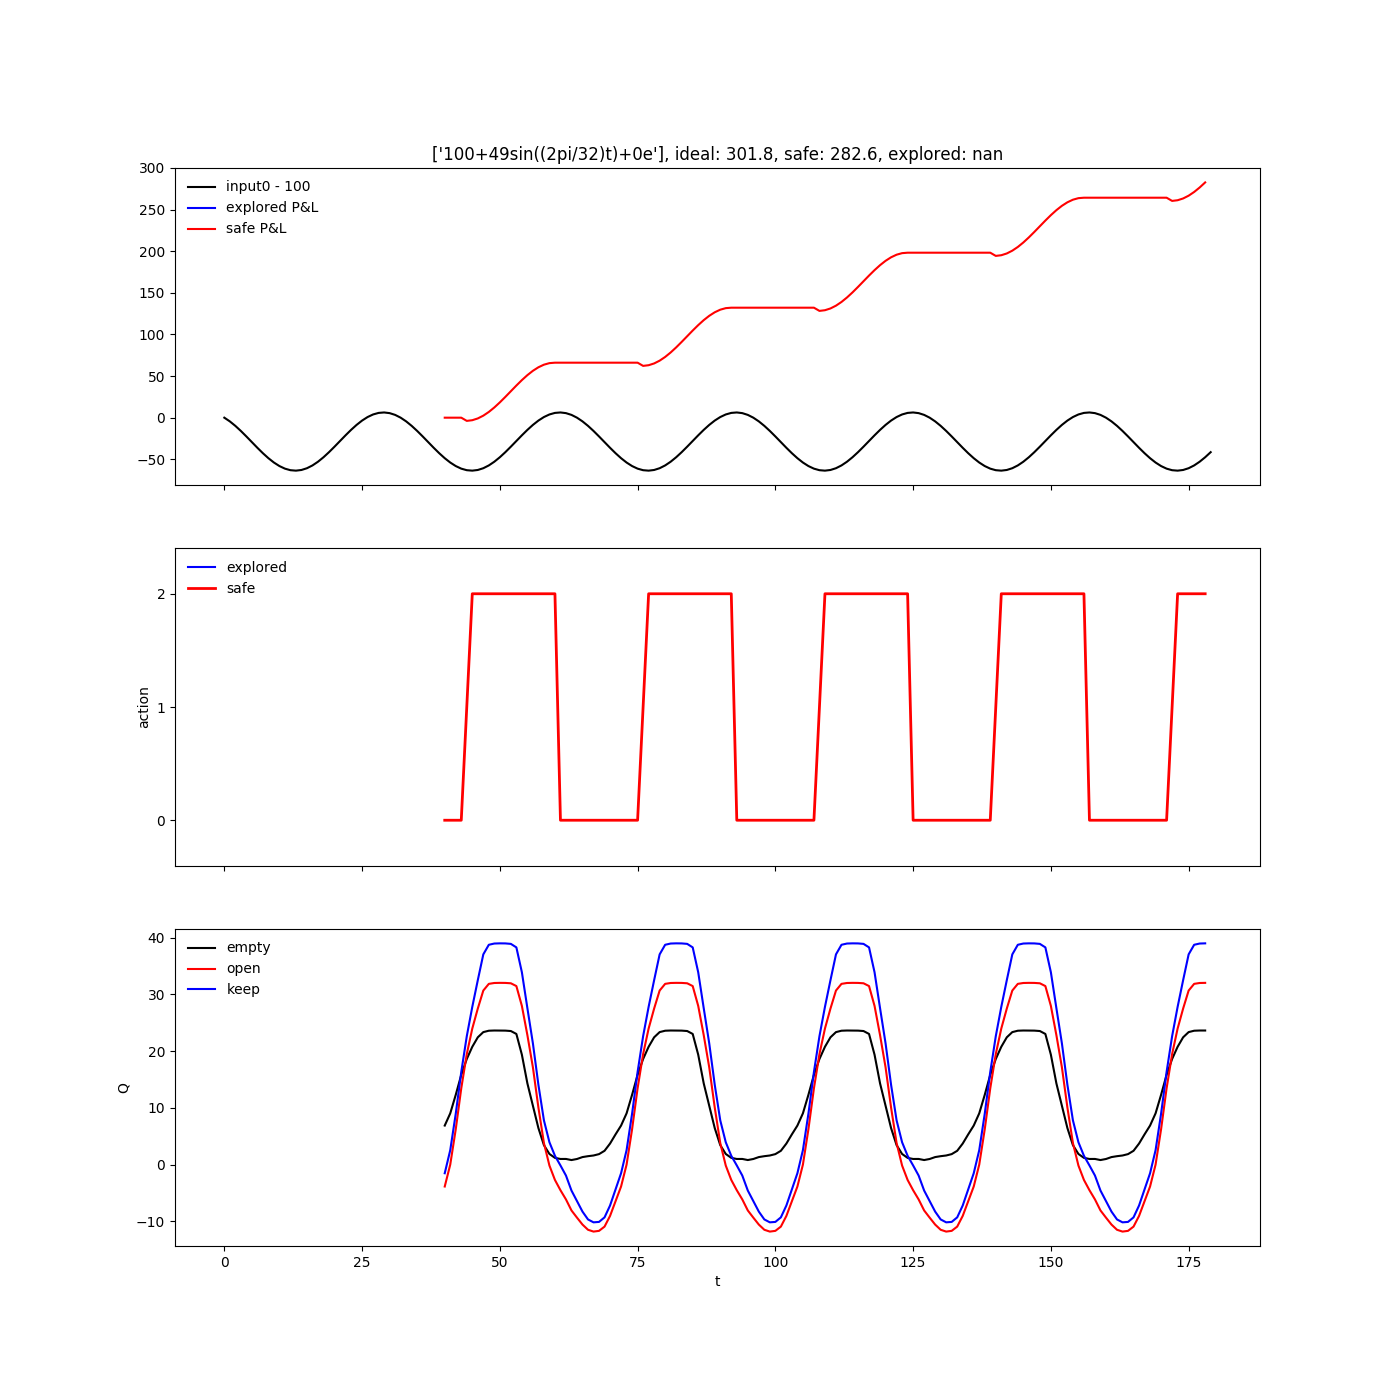 ['100+49sin((2pi/32)t)+0e'], ideal: 301.8, safe: 282.6, explored: nan
300
250
200
150
100
50
0
−50
input0 - 100
explored P&L
safe P&L
2
1
0
action
explored
safe
40
30
20
10
0
−10
Q
empty
open
keep
0 25 50 75 100 125 150 175
t